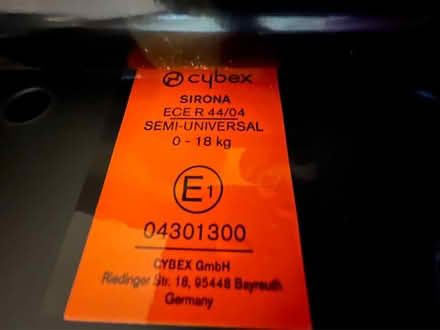 cybex
SIRONA
ECE R 44/04
SEMI-UNIVERSAL
0 - 18 kg
E1
04301300
CYBEX GmbH
Riedinger Str. 18, 95448 Bayreuth
Germany